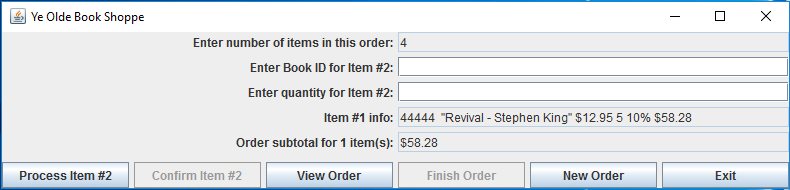 Ye Olde Book Shoppe
Enter number of items in this order: 4
Enter Book ID for Item #2:
Enter quantity for Item #2:
Item #1 info: 44444 "Revival - Stephen King" $12.95 5 10% $58.28
Order subtotal for 1 item(s): $58.28
Process Item #2 Confirm Item #2 View Order Finish Order New Order Exit